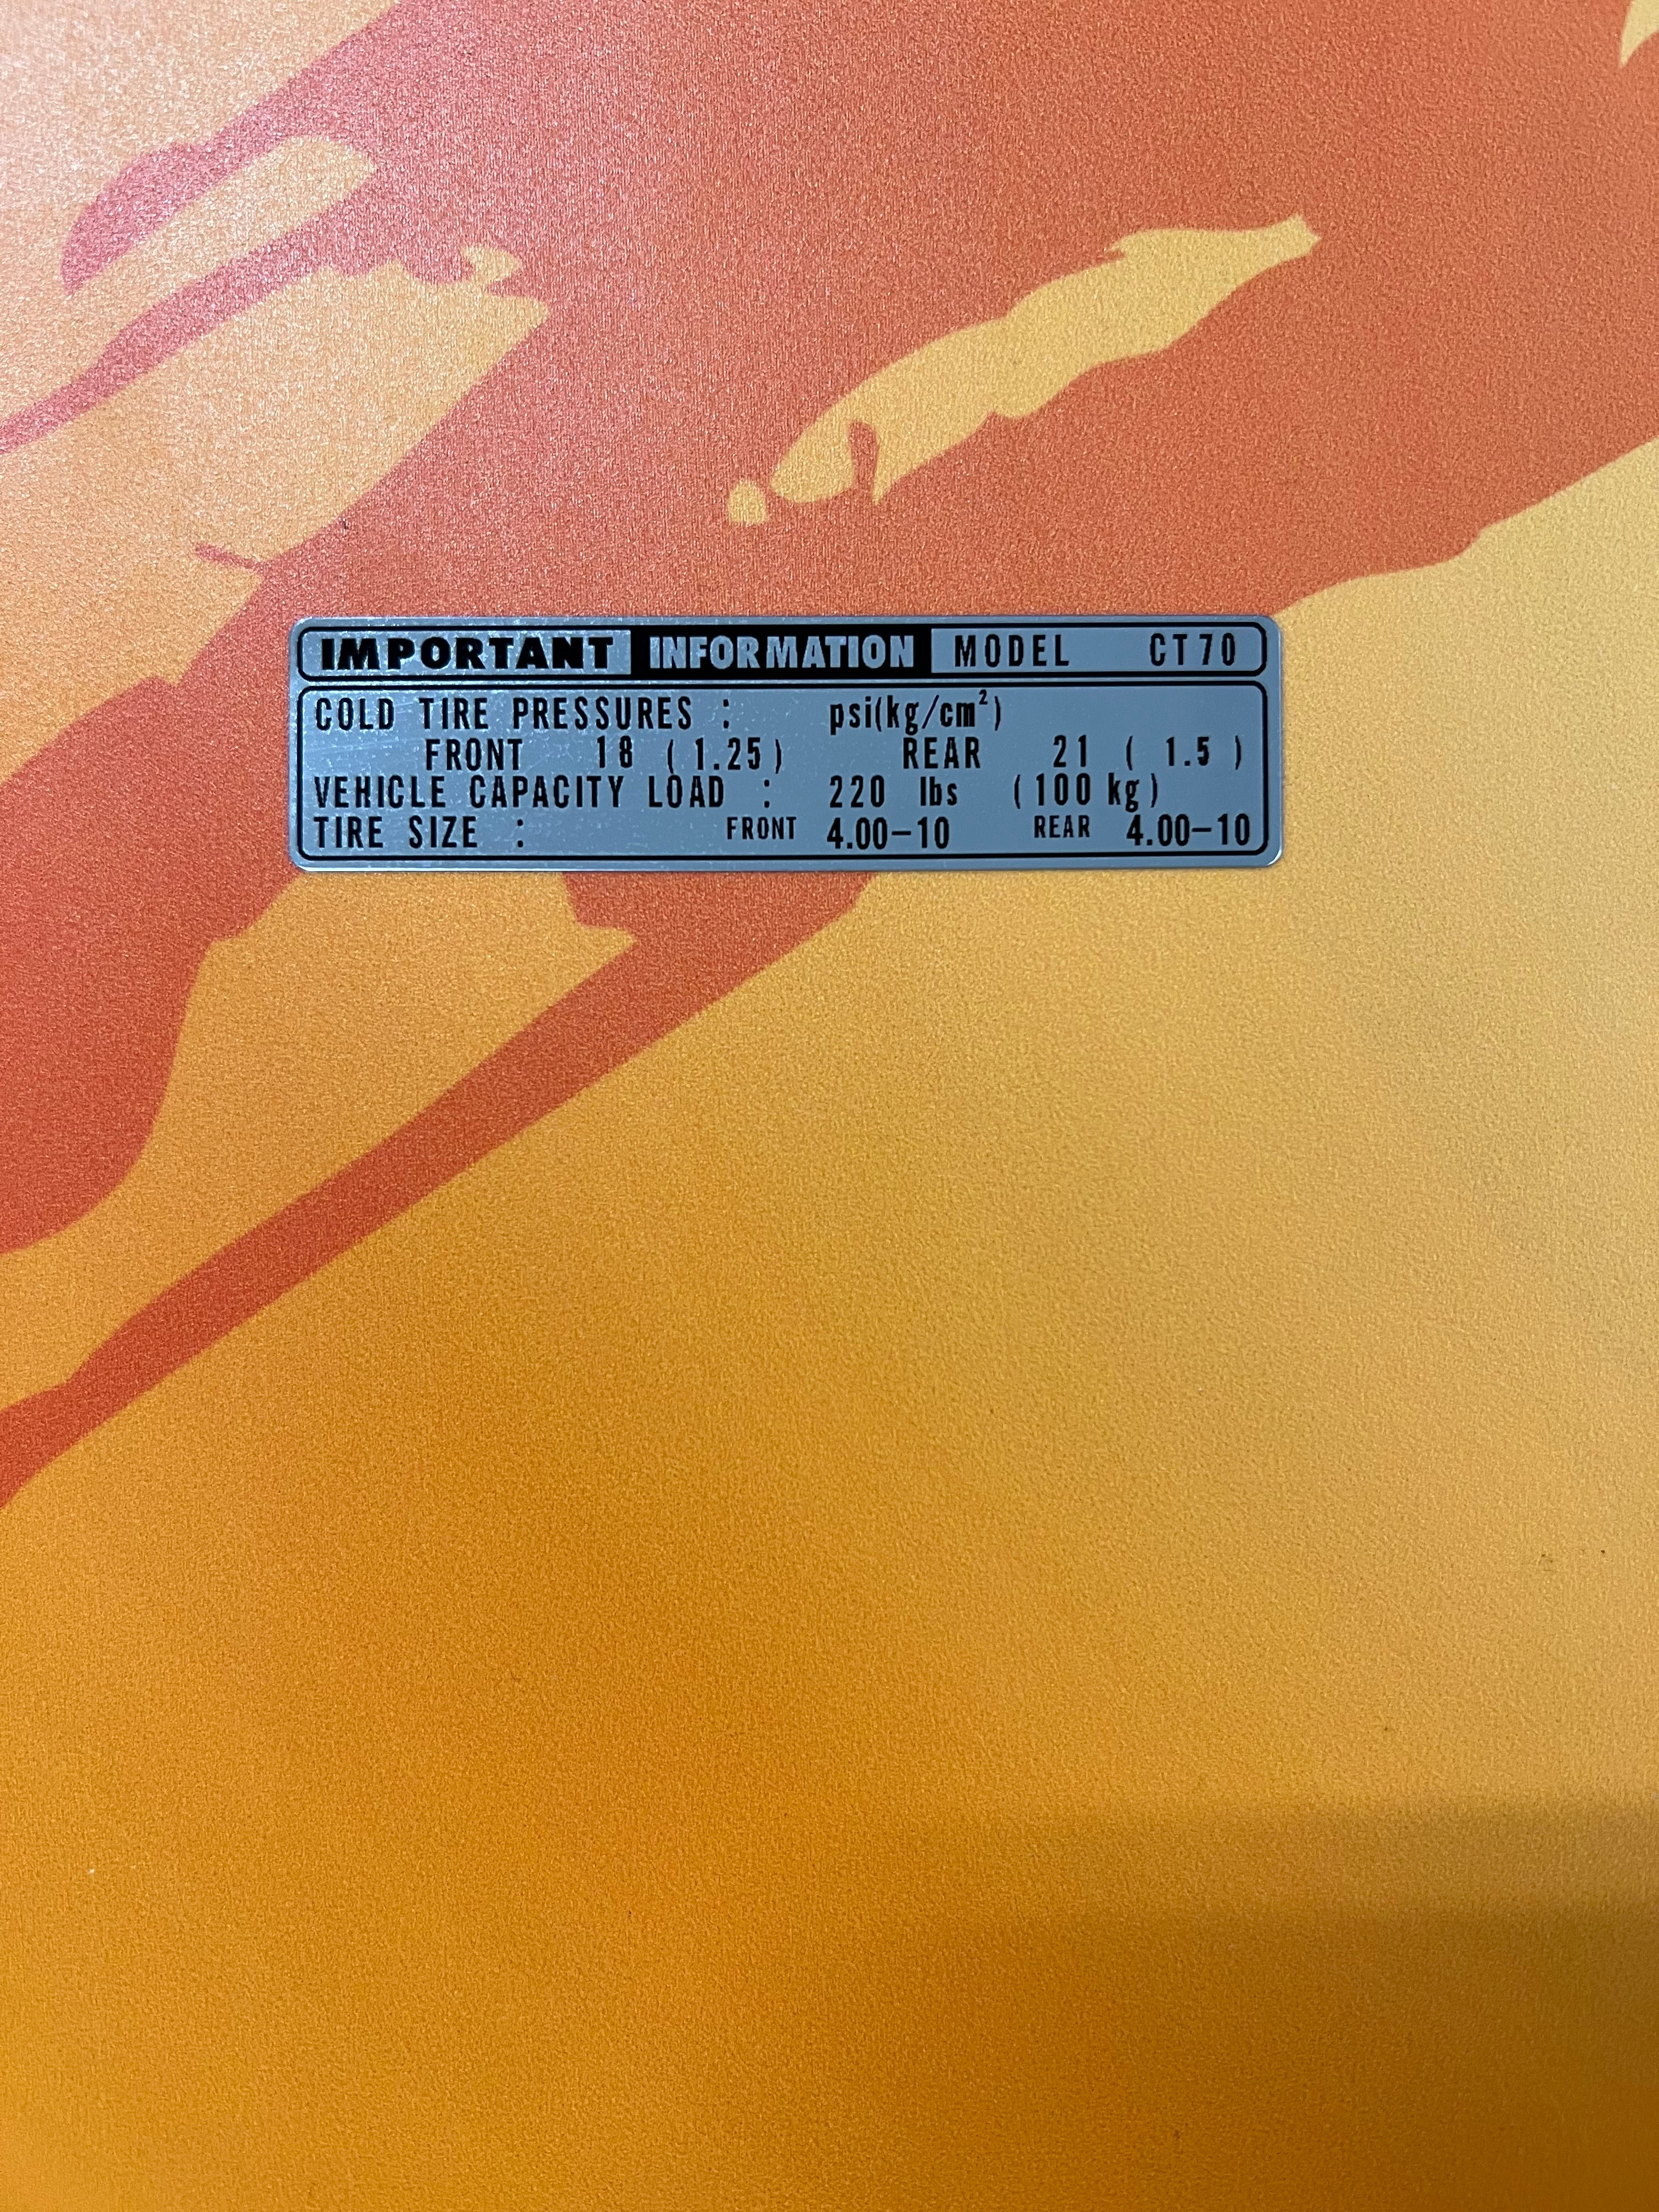 IMPORTANT INFORMATION MODEL CT70
COLD TIRE PRESSURES : psi(kg/cm²)
FRONT 18 (1.25) REAR 21 ( 1.5 )
VEHICLE CAPACITY LOAD : 220 lbs (100 kg)
TIRE SIZE : FRONT 4.00-10 REAR 4.00-10